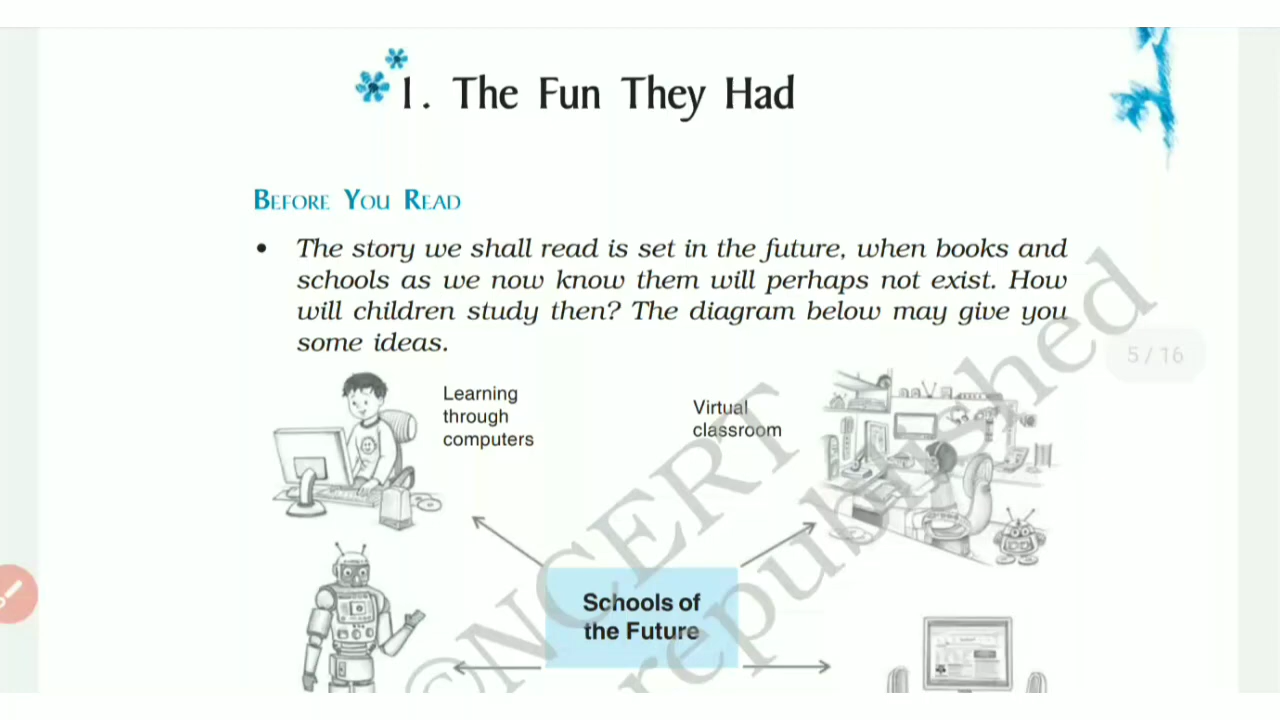 1. The Fun They Had
BEFORE YOU READ
• The story we shall read is set in the future, when books and
schools as we now know them will perhaps not exist. How
will children study then? The diagram below may give you
some ideas.
5 / 16
Learning
through
computers
Virtual
classroom
Schools of
the Future
©NCERT
republished